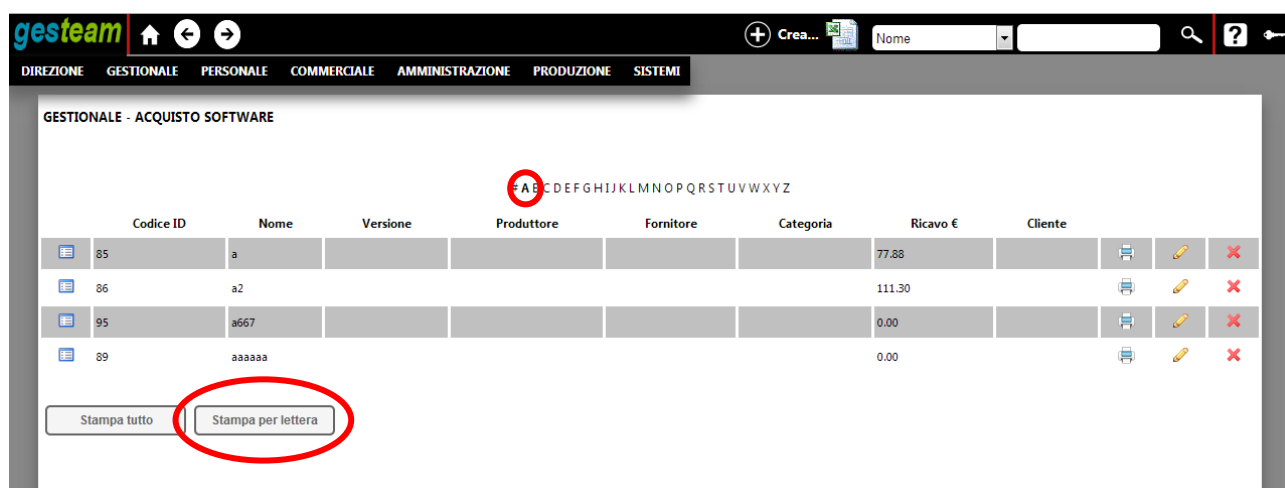 gesteam Crea... Nome ?
DIREZIONE GESTIONALE PERSONALE COMMERCIALE AMMINISTRAZIONE PRODUZIONE SISTEMI
GESTIONALE - ACQUISTO SOFTWARE
# A B C D E F G H I J K L M N O P Q R S T U V W X Y Z
Codice ID Nome Versione Produttore Fornitore Categoria Ricavo € Cliente
85 a 77.88
86 a2 111.30
95 a667 0.00
89 aaaaaa 0.00
Stampa tutto Stampa per lettera